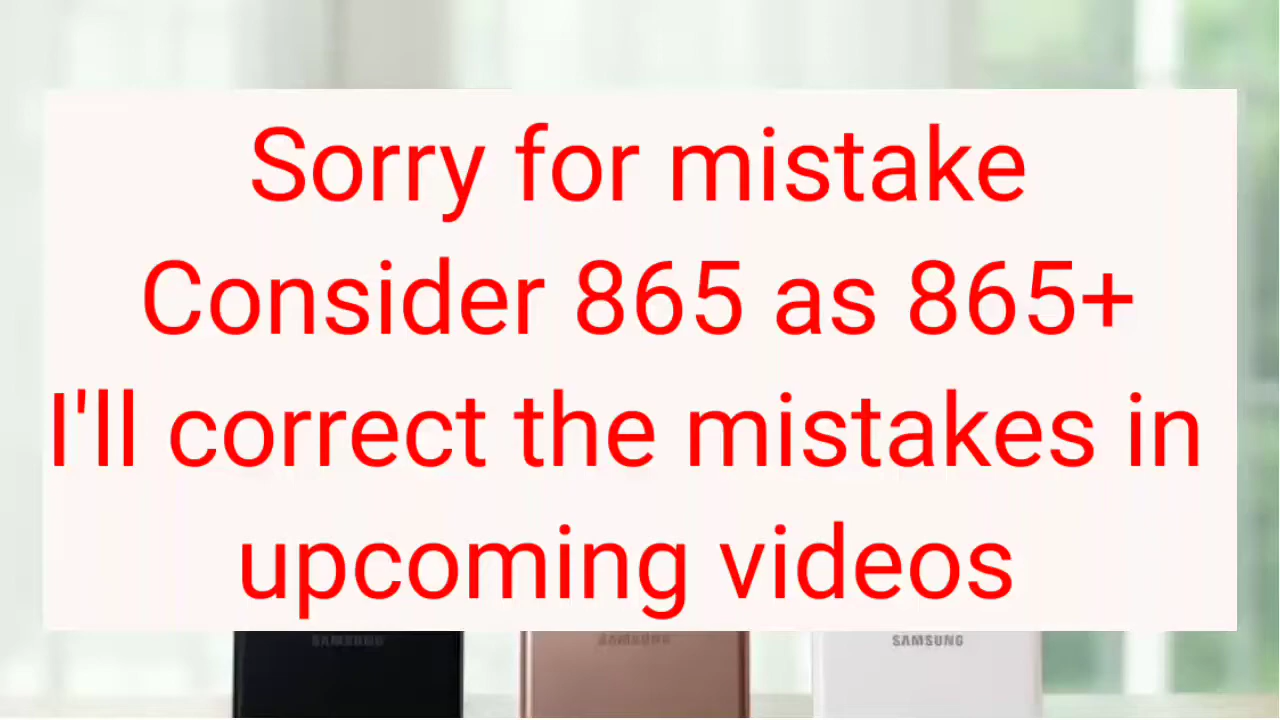 Sorry for mistake
Consider 865 as 865+
I'll correct the mistakes in
upcoming videos
SAMSUNG SAMSUNG SAMSUNG